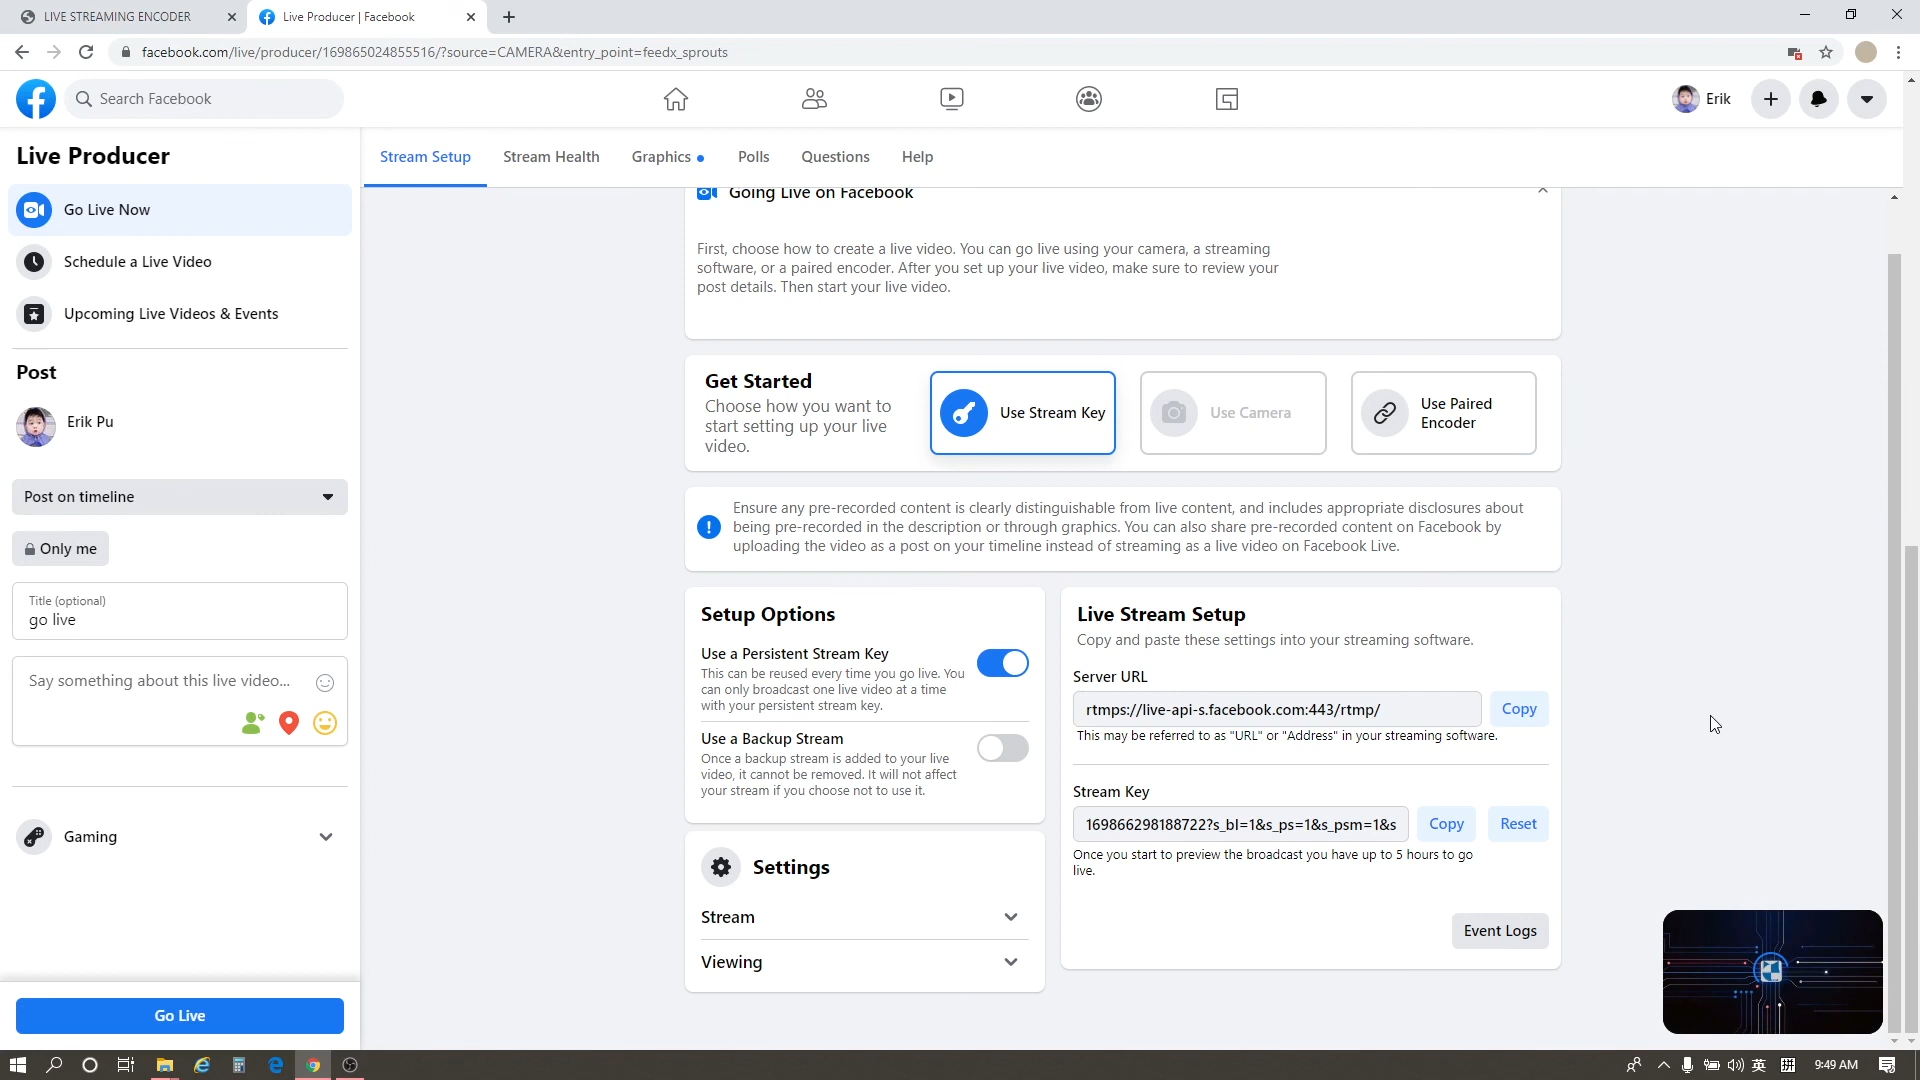 LIVE STREAMING ENCODER
Live Producer | Facebook
facebook.com/live/producer/169865024855516/?source=CAMERA&entry_point=feedx_sprouts
Search Facebook
Erik
Live Producer
Go Live Now
Schedule a Live Video
Upcoming Live Videos & Events
Post
Erik Pu
Post on timeline
Only me
Title (optional)
go live
Say something about this live video...
Gaming
Go Live
Stream Setup
Stream Health
Graphics
Polls
Questions
Help
Going Live on Facebook
First, choose how to create a live video. You can go live using your camera, a streaming
software, or a paired encoder. After you set up your live video, make sure to review your
post details. Then start your live video.
Get Started
Choose how you want to
start setting up your live
video.
Use Stream Key
Use Camera
Use Paired
Encoder
Ensure any pre-recorded content is clearly distinguishable from live content, and includes appropriate disclosures about
being pre-recorded in the description or through graphics. You can also share pre-recorded content on Facebook by
uploading the video as a post on your timeline instead of streaming as a live video on Facebook Live.
Setup Options
Use a Persistent Stream Key
This can be reused every time you go live. You
can only broadcast one live video at a time
with your persistent stream key.
Use a Backup Stream
Once a backup stream is added to your live
video, it cannot be removed. It will not affect
your stream if you choose not to use it.
Settings
Stream
Viewing
Live Stream Setup
Copy and paste these settings into your streaming software.
Server URL
rtmps://live-api-s.facebook.com:443/rtmp/
Copy
This may be referred to as "URL" or "Address" in your streaming software.
Stream Key
169866298188722?s_bl=1&s_ps=1&s_psm=1&s
Copy
Reset
Once you start to preview the broadcast you have up to 5 hours to go
live.
Event Logs
英
拼
9:49 AM